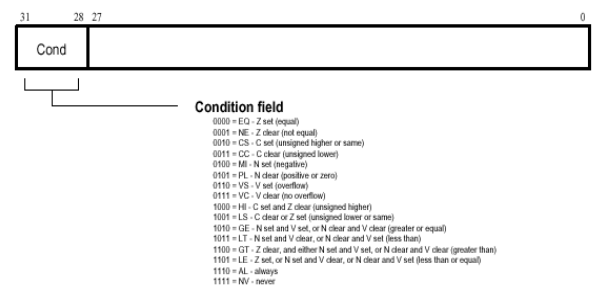 31 28 27 0
Cond
Condition field
0000 = EQ - Z set (equal)
0001 = NE - Z clear (not equal)
0010 = CS - C set (unsigned higher or same)
0011 = CC - C clear (unsigned lower)
0100 = MI - N set (negative)
0101 = PL - N clear (positive or zero)
0110 = VS - V set (overflow)
0111 = VC - V clear (no overflow)
1000 = HI - C set and Z clear (unsigned higher)
1001 = LS - C clear or Z set (unsigned lower or same)
1010 = GE - N set and V set, or N clear and V clear (greater or equal)
1011 = LT - N set and V clear, or N clear and V set (less than)
1100 = GT - Z clear, and either N set and V set, or N clear and V clear (greater than)
1101 = LE - Z set, or N set and V clear, or N clear and V set (less than or equal)
1110 = AL - always
1111 = NV - never